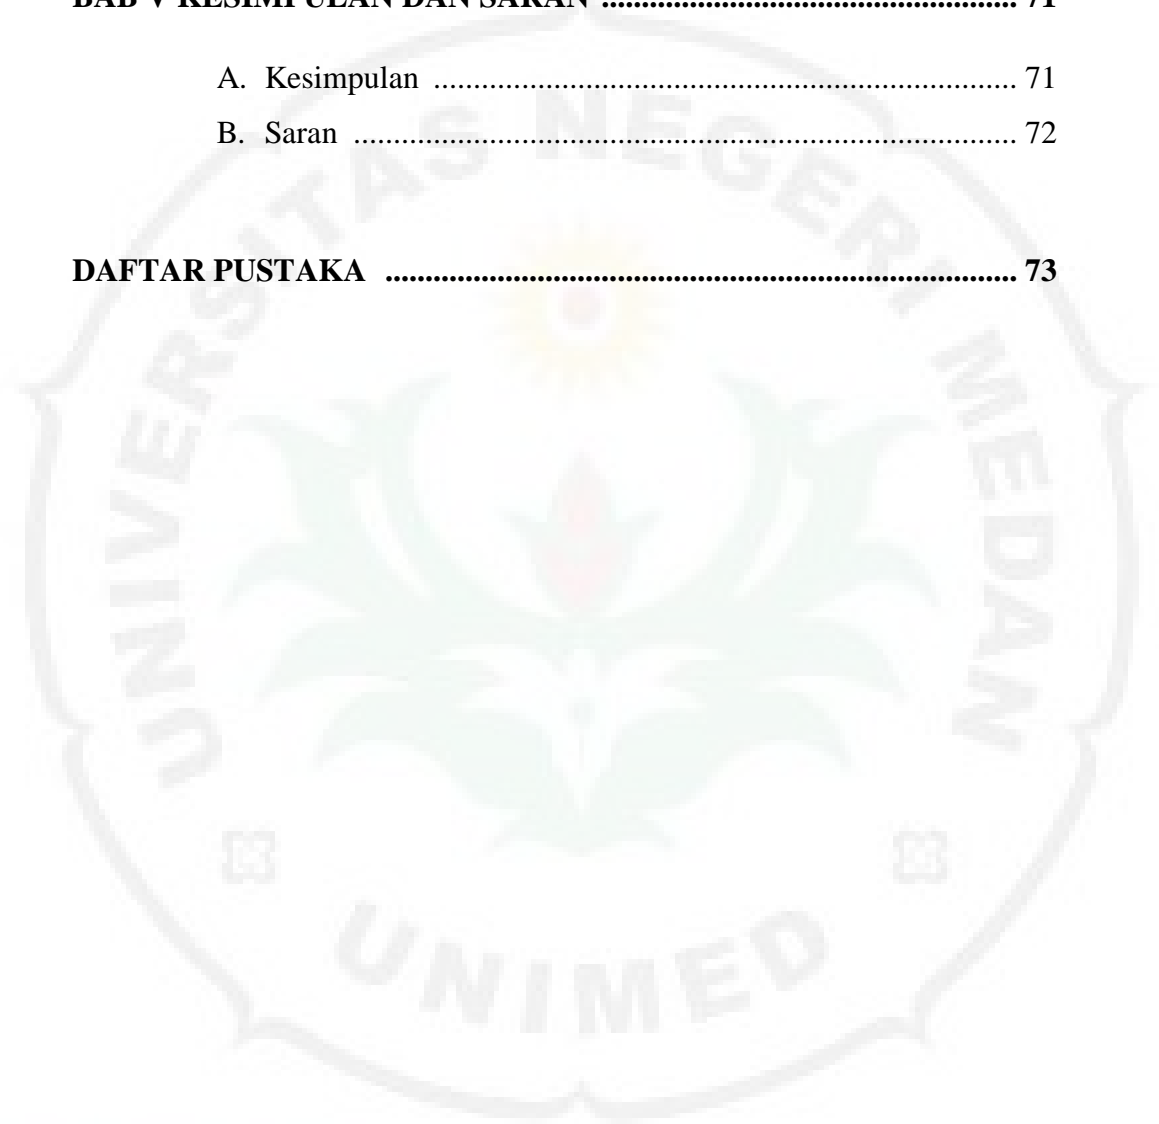 BAB V KESIMPULAN DAN SARAN ..................................................... 71
A. Kesimpulan .......................................................................... 71
B. Saran .................................................................................... 72
DAFTAR PUSTAKA ................................................................................. 73
UNIVERSITAS NEGERI MEDAN
UNIMED